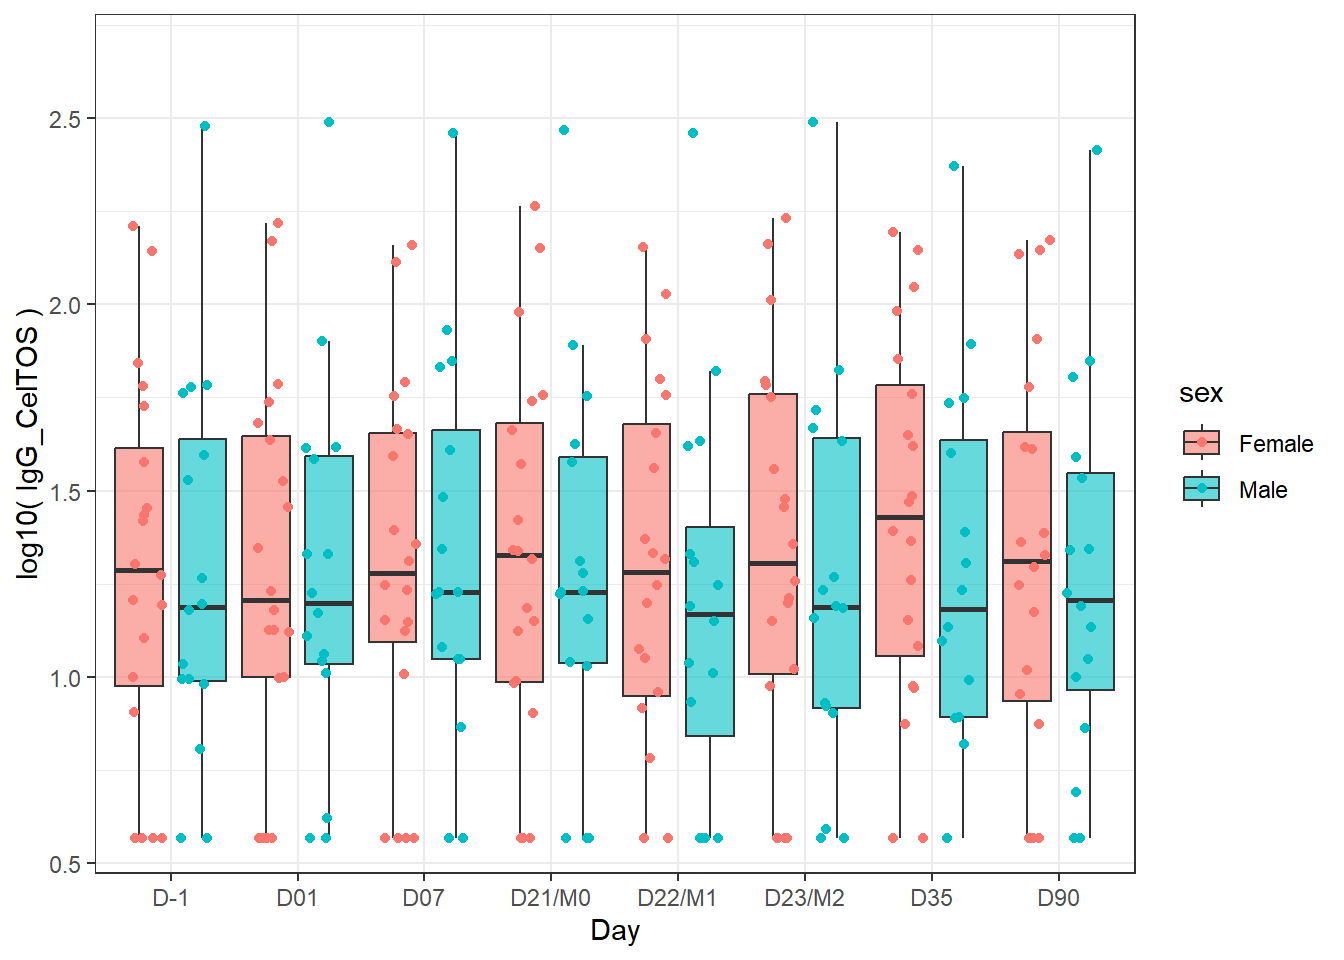 log10( IgG_CelTOS )
2.5
2.0
1.5
1.0
0.5
D-1 D01 D07 D21/M0 D22/M1 D23/M2 D35 D90
Day
sex
Female
Male